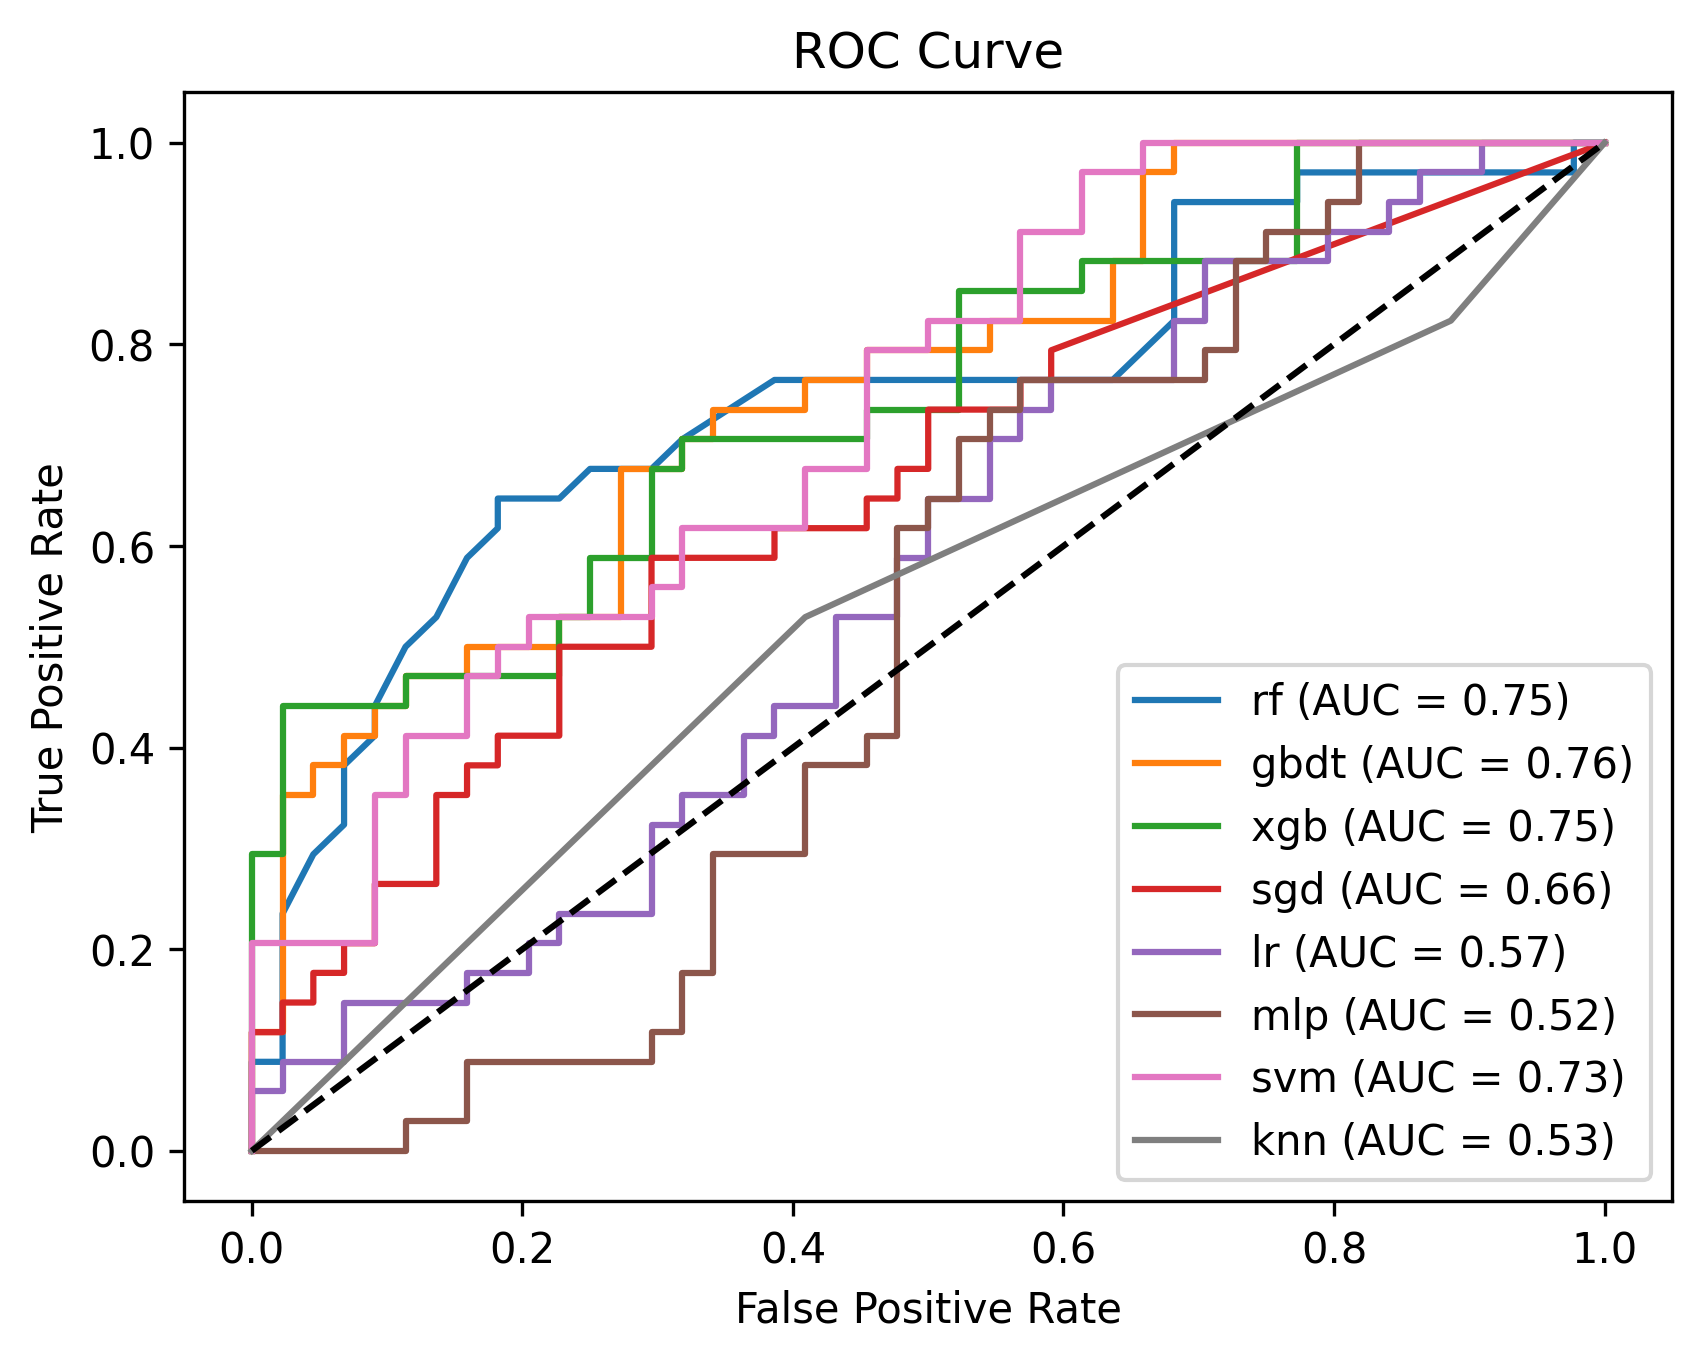 ROC Curve
1.0
0.8
0.6
0.4
0.2
0.0
True Positive Rate
rf (AUC = 0.75)
gbdt (AUC = 0.76)
xgb (AUC = 0.75)
sgd (AUC = 0.66)
lr (AUC = 0.57)
mlp (AUC = 0.52)
svm (AUC = 0.73)
knn (AUC = 0.53)
0.0 0.2 0.4 0.6 0.8 1.0
False Positive Rate